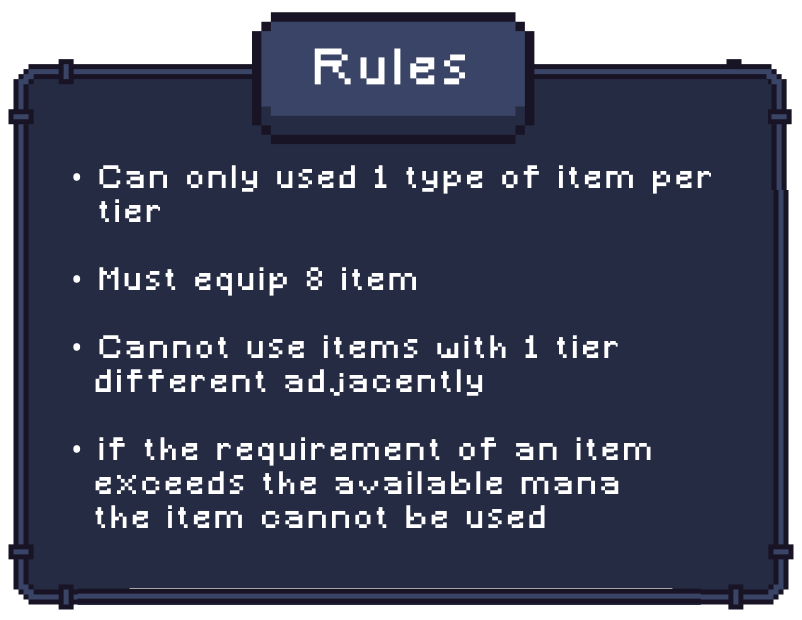 Rules
• Can only used 1 type of item per
tier
• Must equip 8 item
• Cannot use items with 1 tier
different adjacently
• if the requirement of an item
exceeds the available mana
the item cannot be used